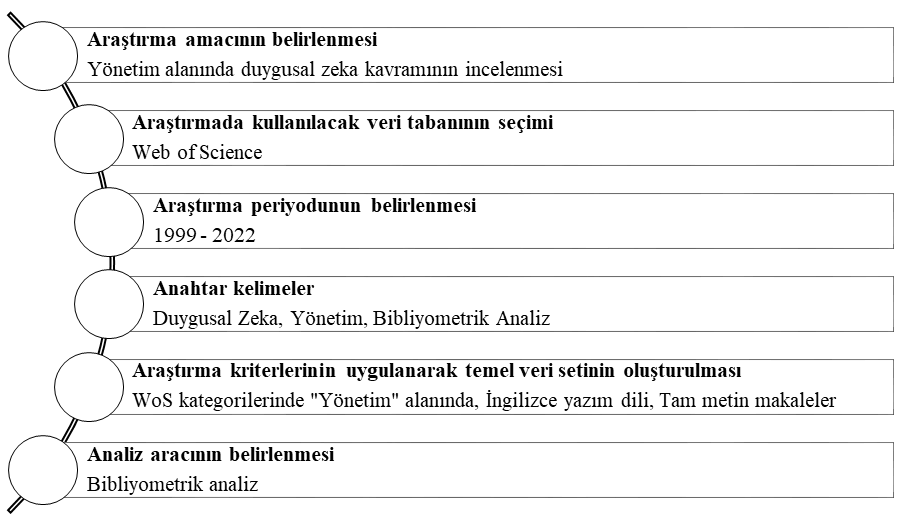 Araştırma amacının belirlenmesi
Yönetim alanında duygusal zeka kavramının incelenmesi
Araştırmada kullanılacak veri tabanının seçimi
Web of Science
Araştırma periyodunun belirlenmesi
1999 - 2022
Anahtar kelimeler
Duygusal Zeka, Yönetim, Bibliyometrik Analiz
Araştırma kriterlerinin uygulanarak temel veri setinin oluşturulması
WoS kategorilerinde "Yönetim" alanında, İngilizce yazım dili, Tam metin makaleler
Analiz aracının belirlenmesi
Bibliyometrik analiz